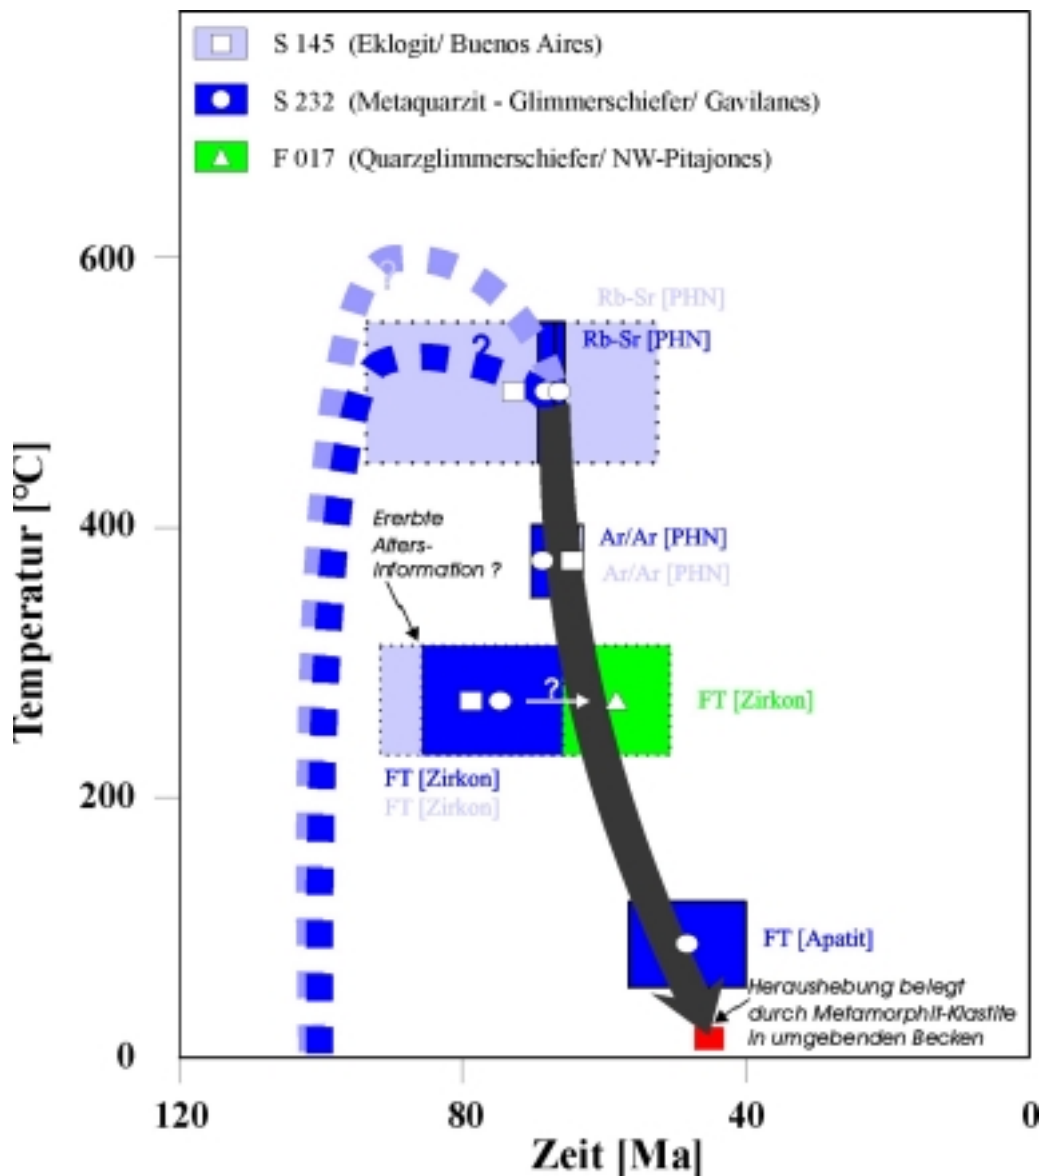 S 145 (Eklogit/ Buenos Aires)
S 232 (Metaquarzit - Glimmerschiefer/ Gavilanes)
F 017 (Quarzglimmerschiefer/ NW-Pitajones)
600
400
200
0
Temperatur [°C]
?
Rb-Sr [PHN]
Rb-Sr [PHN]
?
Ererbte
Alters-
Information ?
Ar/Ar [PHN]
Ar/Ar [PHN]
?
FT [Zirkon]
FT [Zirkon]
FT [Zirkon]
FT [Apatit]
Heraushebung belegt
durch Metamorphit-Klastite
in umgebenden Becken
120
80
40
0
Zeit [Ma]